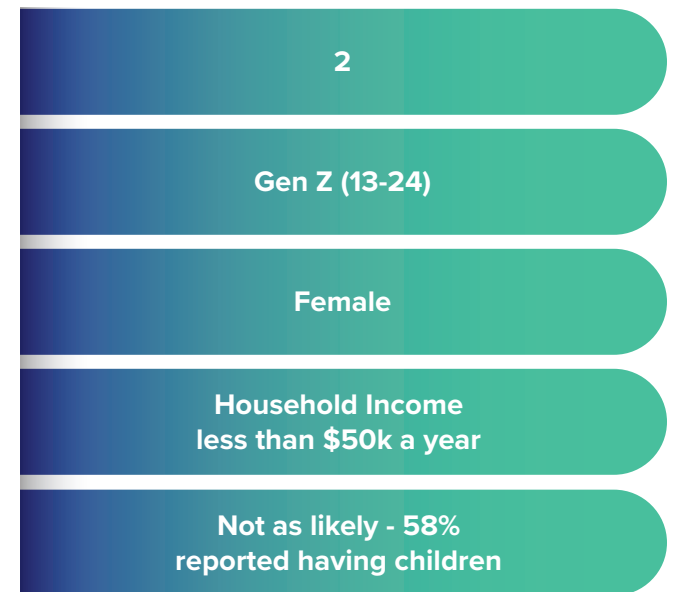 2
Gen Z (13-24)
Female
Household Income
less than $50k a year
Not as likely - 58%
reported having children